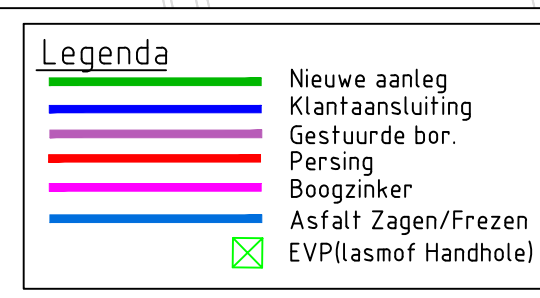 Legenda
Nieuwe aanleg
Klantaansluiting
Gestuurde bor.
Persing
Boogzinker
Asfalt Zagen/Frezen
EVP(lasmof Handhole)